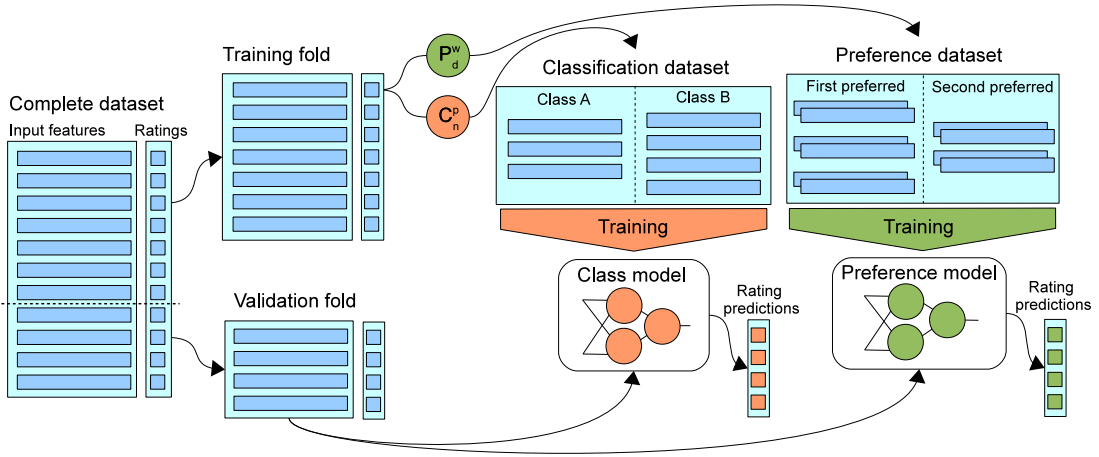 Complete dataset
Input features
Ratings
Training fold
Validation fold
P w d
C p n
Classification dataset
Class A
Class B
Training
Class model
Rating
predictions
Preference dataset
First preferred
Second preferred
Training
Preference model
Rating
predictions